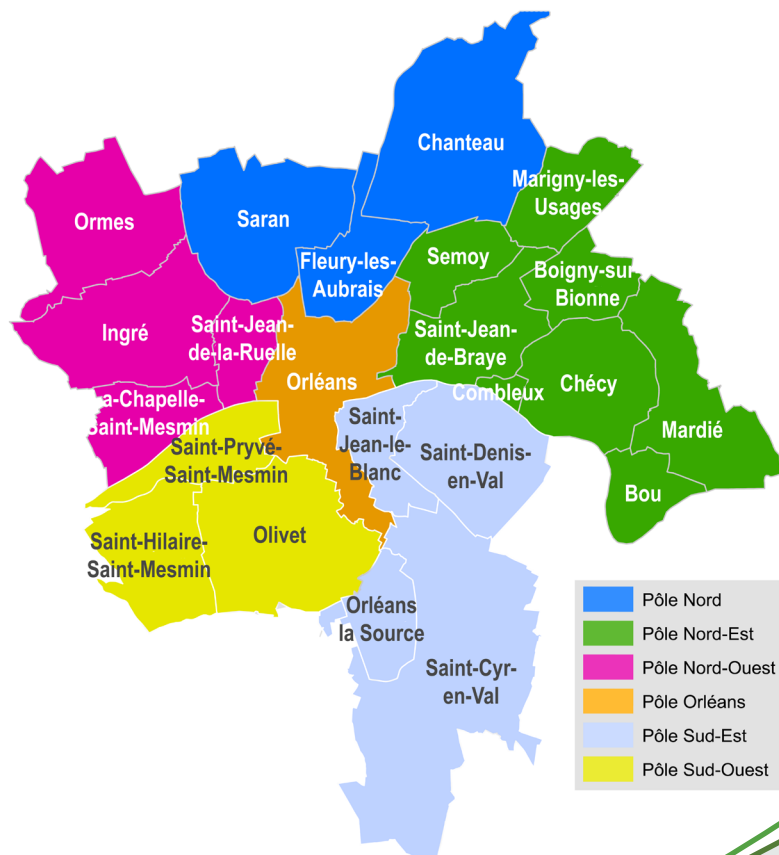 Chanteau
Marigny-les-
Usages
Ormes
Saran
Fleury-les-
Aubrais
Semoy
Boigny-sur-
Bionne
Ingré
Saint-Jean-
de-la-Ruelle
Saint-Jean-
de-Braye
Orléans
Combleux
Chécy
a-Chapelle-
Saint-Mesmin
Saint-Pryvé-
Saint-Mesmin
Saint-
Jean-le-
Blanc
Saint-Denis-
en-Val
Mardié
Bou
Saint-Hilaire-
Saint-Mesmin
Olivet
Orléans
la Source
Saint-Cyr-
en-Val
Pôle Nord
Pôle Nord-Est
Pôle Nord-Ouest
Pôle Orléans
Pôle Sud-Est
Pôle Sud-Ouest